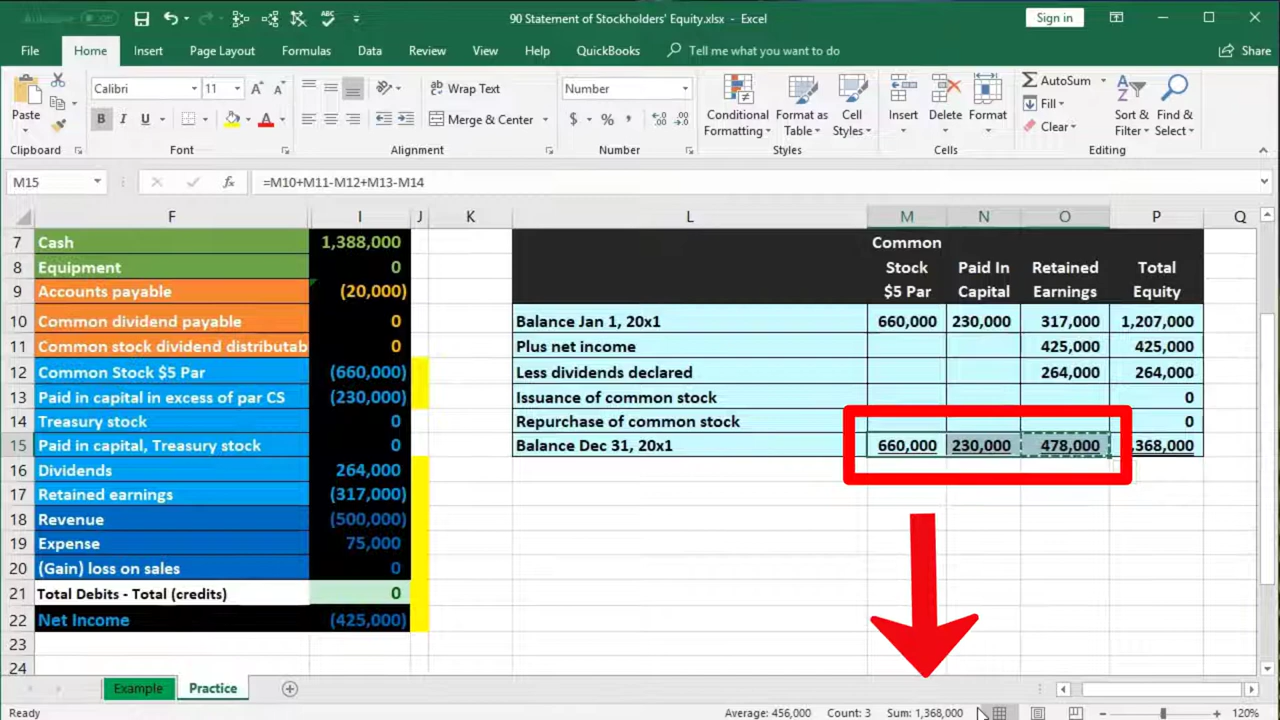 AutoSave Off
90 Statement of Stockholders' Equity.xlsx - Excel
Sign in
File Home Insert Page Layout Formulas Data Review View Help QuickBooks Tell me what you want to do Share
Paste
Clipboard
Calibri 11 A A
B I U A
Font
Wrap Text
Merge & Center
Alignment
Number
$ % ,
Number
Conditional Formatting
Format as Table
Cell Styles
Styles
Insert Delete Format
Cells
AutoSum
Fill
Clear
Sort & Filter
Find & Select
Editing
M15 fx =M10+M11-M12+M13-M14
F I J K L M N O P Q
7 Cash 1,388,000 Common
8 Equipment 0 Stock Paid In Retained Total
9 Accounts payable (20,000) $5 Par Capital Earnings Equity
10 Common dividend payable 0 Balance Jan 1, 20x1 660,000 230,000 317,000 1,207,000
11 Common stock dividend distributab 0 Plus net income 425,000 425,000
12 Common Stock $5 Par (660,000) Less dividends declared 264,000 264,000
13 Paid in capital in excess of par CS (230,000) Issuance of common stock 0
14 Treasury stock 0 Repurchase of common stock 0
15 Paid in capital, Treasury stock 0 Balance Dec 31, 20x1 660,000 230,000 478,000 ,368,000
16 Dividends 264,000
17 Retained earnings (317,000)
18 Revenue (500,000)
19 Expense 75,000
20 (Gain) loss on sales 0
21 Total Debits - Total (credits) 0
22 Net Income (425,000)
23
24
Example Practice
Ready Average: 456,000 Count: 3 Sum: 1,368,000 120%